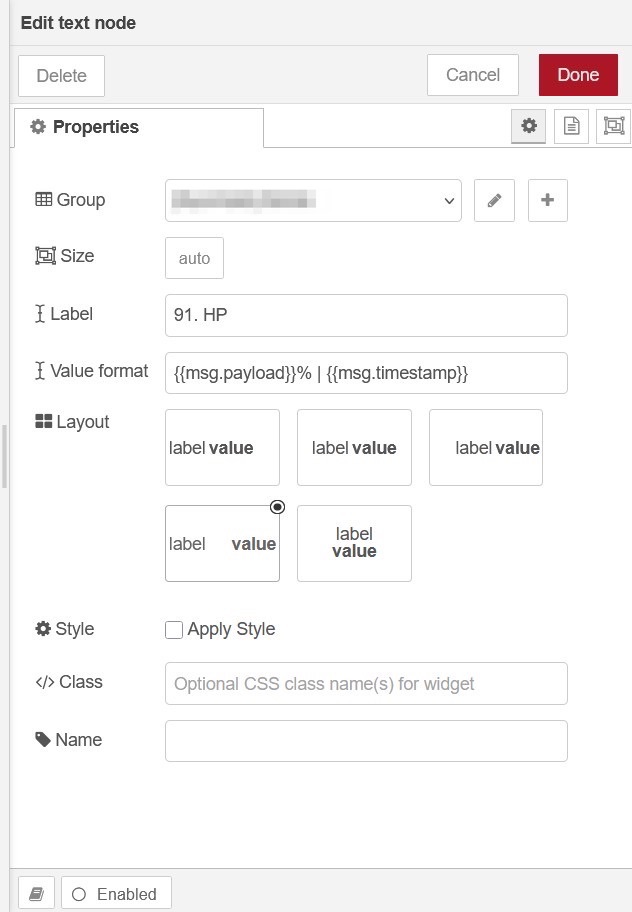 Edit text node
Delete
Cancel
Done
Properties
Group
Size
auto
Label
91. HP
Value format
{{msg.payload}}% | {{msg.timestamp}}
Layout
label value
label value
label value
label value
label
value
Style
Apply Style
</> Class
Optional CSS class name(s) for widget
Name
Enabled